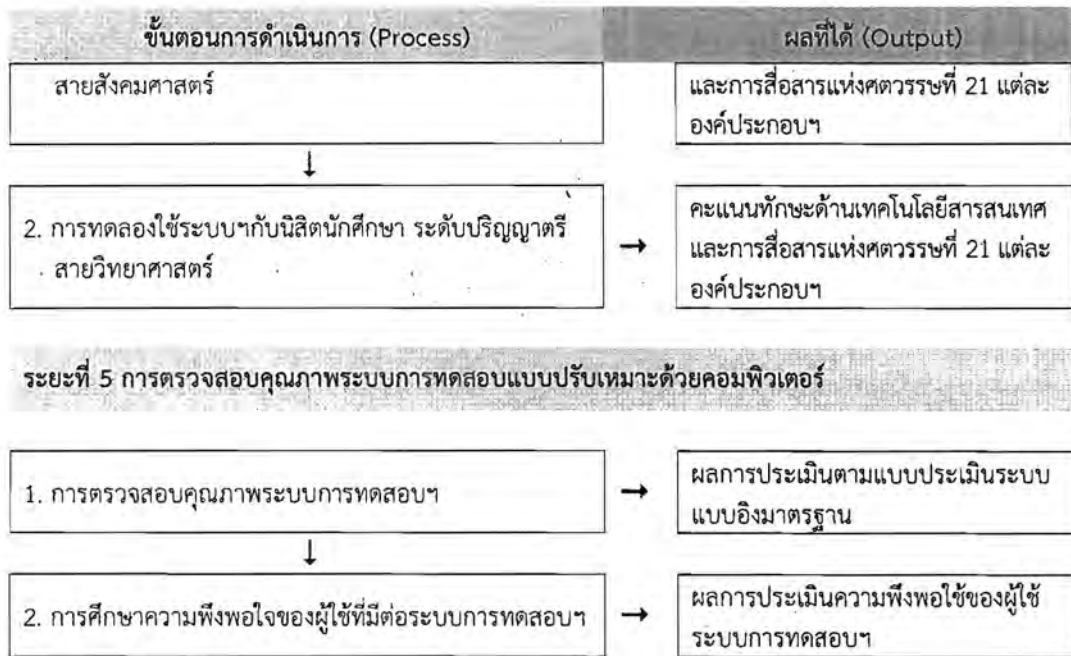 ขั้นตอนการดำเนินการ (Process)
ผลที่ได้ (Output)
สายสังคมศาสตร์
และการสื่อสารแห่งศตวรรษที่ 21 แต่ละ
องค์ประกอบฯ
↓
2. การทดลองใช้ระบบฯกับนิสิตนักศึกษา ระดับปริญญาตรี
สายวิทยาศาสตร์
→
คะแนนทักษะด้านเทคโนโลยีสารสนเทศ
และการสื่อสารแห่งศตวรรษที่ 21 แต่ละ
องค์ประกอบฯ
ระยะที่ 5 การตรวจสอบคุณภาพระบบการทดสอบแบบปรับเหมาะด้วยคอมพิวเตอร์
1. การตรวจสอบคุณภาพระบบการทดสอบฯ
→
ผลการประเมินตามแบบประเมินระบบ
แบบอิงมาตรฐาน
↓
2. การศึกษาความพึงพอใจของผู้ใช้ที่มีต่อระบบการทดสอบฯ
→
ผลการประเมินความพึงพอใช้ของผู้ใช้
ระบบการทดสอบฯ